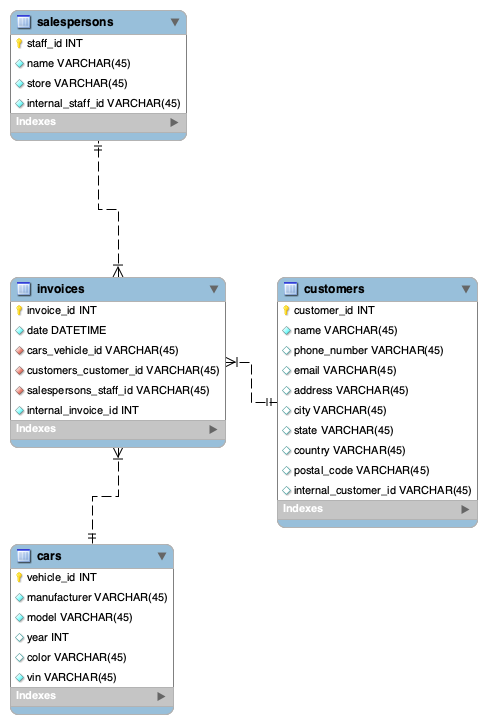 salespersons
staff_id INT
name VARCHAR(45)
store VARCHAR(45)
internal_staff_id VARCHAR(45)
Indexes
invoices
invoice_id INT
date DATETIME
cars_vehicle_id VARCHAR(45)
customers_customer_id VARCHAR(45)
salespersons_staff_id VARCHAR(45)
internal_invoice_id INT
Indexes
customers
customer_id INT
name VARCHAR(45)
phone_number VARCHAR(45)
email VARCHAR(45)
address VARCHAR(45)
city VARCHAR(45)
state VARCHAR(45)
country VARCHAR(45)
postal_code VARCHAR(45)
internal_customer_id VARCHAR(45)
Indexes
cars
vehicle_id INT
manufacturer VARCHAR(45)
model VARCHAR(45)
year INT
color VARCHAR(45)
vin VARCHAR(45)
Indexes